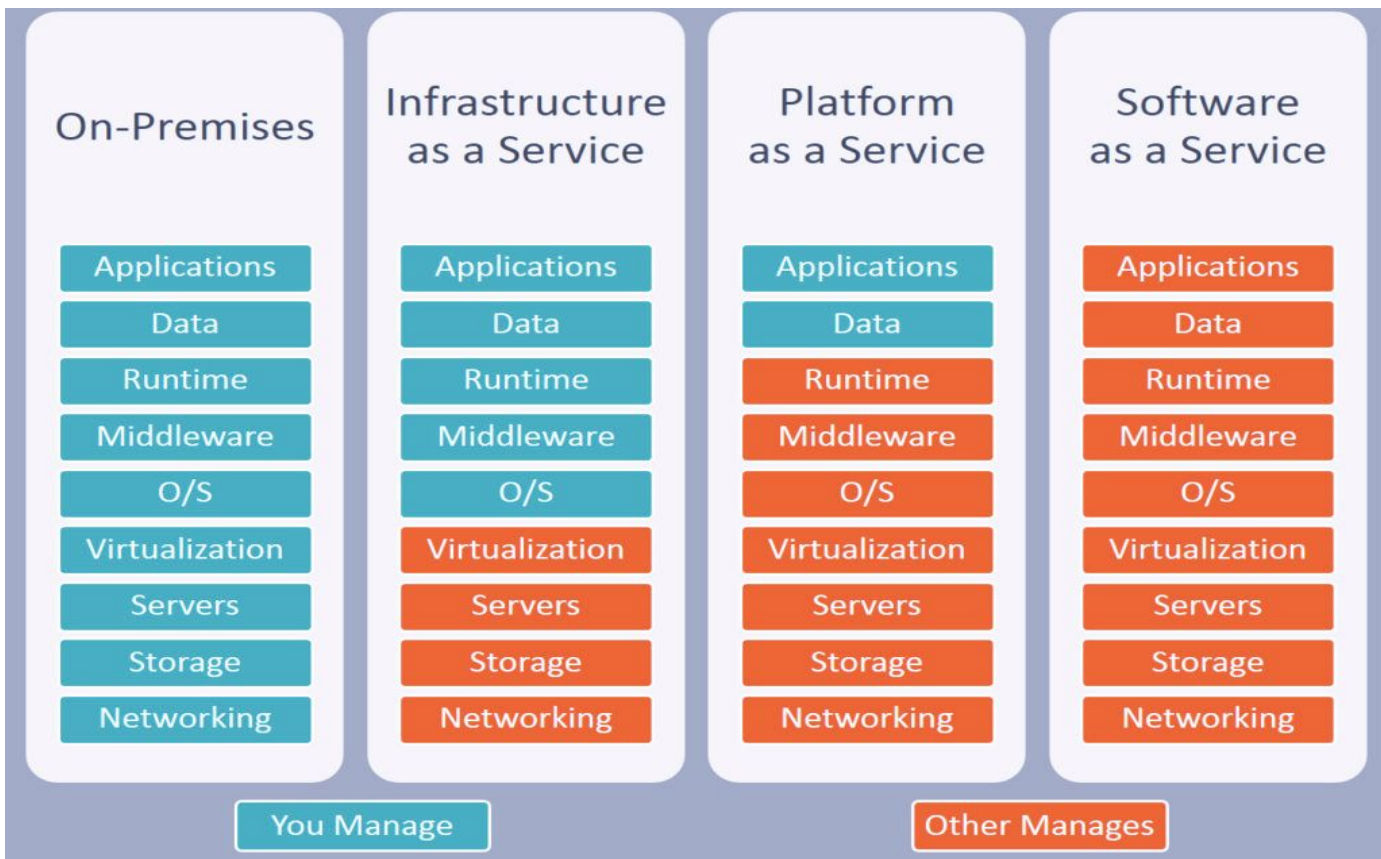 On-Premises
Applications
Data
Runtime
Middleware
O/S
Virtualization
Servers
Storage
Networking
Infrastructure
as a Service
Applications
Data
Runtime
Middleware
O/S
Virtualization
Servers
Storage
Networking
Platform
as a Service
Applications
Data
Runtime
Middleware
O/S
Virtualization
Servers
Storage
Networking
Software
as a Service
Applications
Data
Runtime
Middleware
O/S
Virtualization
Servers
Storage
Networking
You Manage
Other Manages